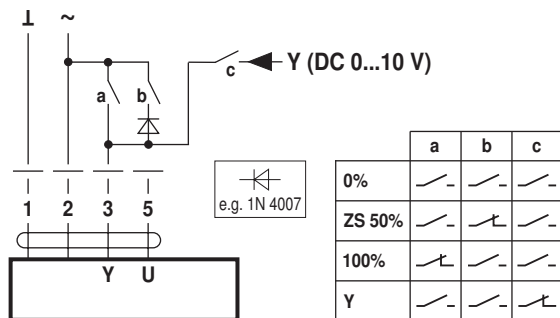 ⊥ ~
a b c Y (DC 0...10 V)
1 2 3 5
Y U
e.g. 1N 4007
a b c
0%
ZS 50%
100%
Y